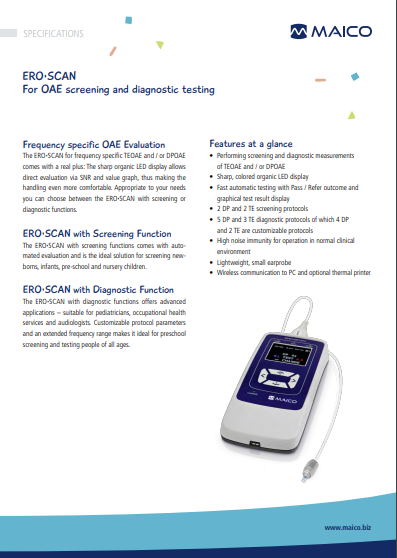 SPECIFICATIONS
MAICO
ERO•SCAN
For OAE screening and diagnostic testing
Frequency specific OAE Evaluation
The ERO•SCAN for frequency specific TEOAE and / or DPOAE
comes with a real plus: The sharp organic LED display allows
direct evaluation via SNR and value graph, thus making the
handling even more comfortable. Appropriate to your needs
you can choose between the ERO•SCAN with screening or
diagnostic functions.
ERO•SCAN with Screening Function
The ERO•SCAN with screening functions comes with auto-
mated evaluation and is the ideal solution for screening new-
borns, infants, pre-school and nursery children.
ERO•SCAN with Diagnostic Function
The ERO•SCAN with diagnostic functions offers advanced
applications – suitable for pediatricians, occupational health
services and audiologists. Customizable protocol parameters
and an extended frequency range makes it ideal for preschool
screening and testing people of all ages.
Features at a glance
• Performing screening and diagnostic measurements
of TEOAE and / or DPOAE
• Sharp, colored organic LED display
• Fast automatic testing with Pass / Refer outcome and
graphical test result display
• 2 DP and 2 TE screening protocols
• 5 DP and 3 TE diagnostic protocols of which 4 DP
and 2 TE are customizable protocols
• High noise immunity for operation in normal clinical
environment
• Lightweight, small earprobe
• Wireless communication to PC and optional thermal printer
MAICO
www.maico.biz